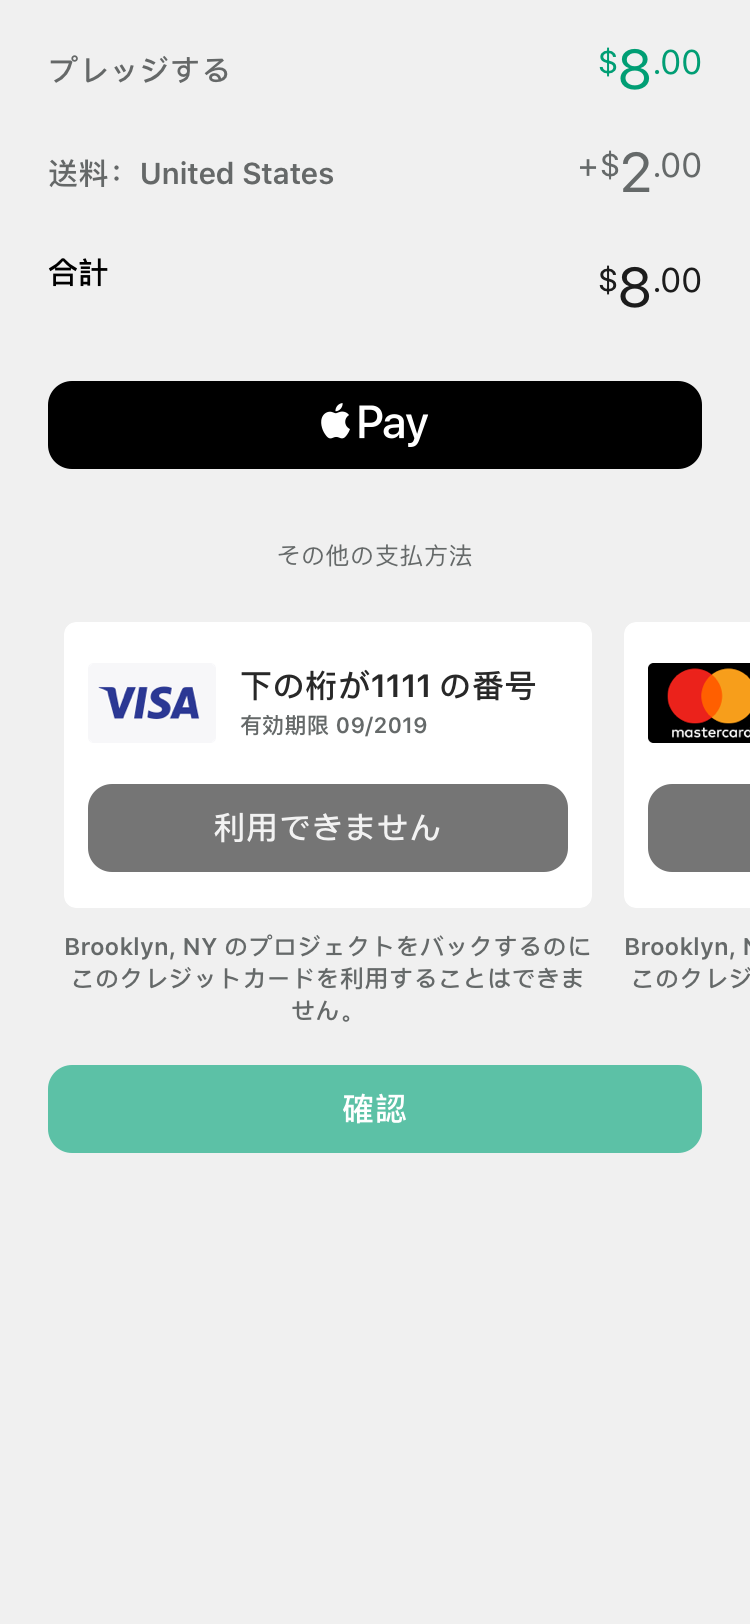 プレッジする $8.00
送料： United States +$2.00
合計 $8.00
Pay
その他の支払方法
VISA
下の桁が1111 の番号
有効期限 09/2019
利用できません
Brooklyn, NY のプロジェクトをバックするのに
このクレジットカードを利用することはできま
せん。
mastercard
Brooklyn, N
このクレジ
確認